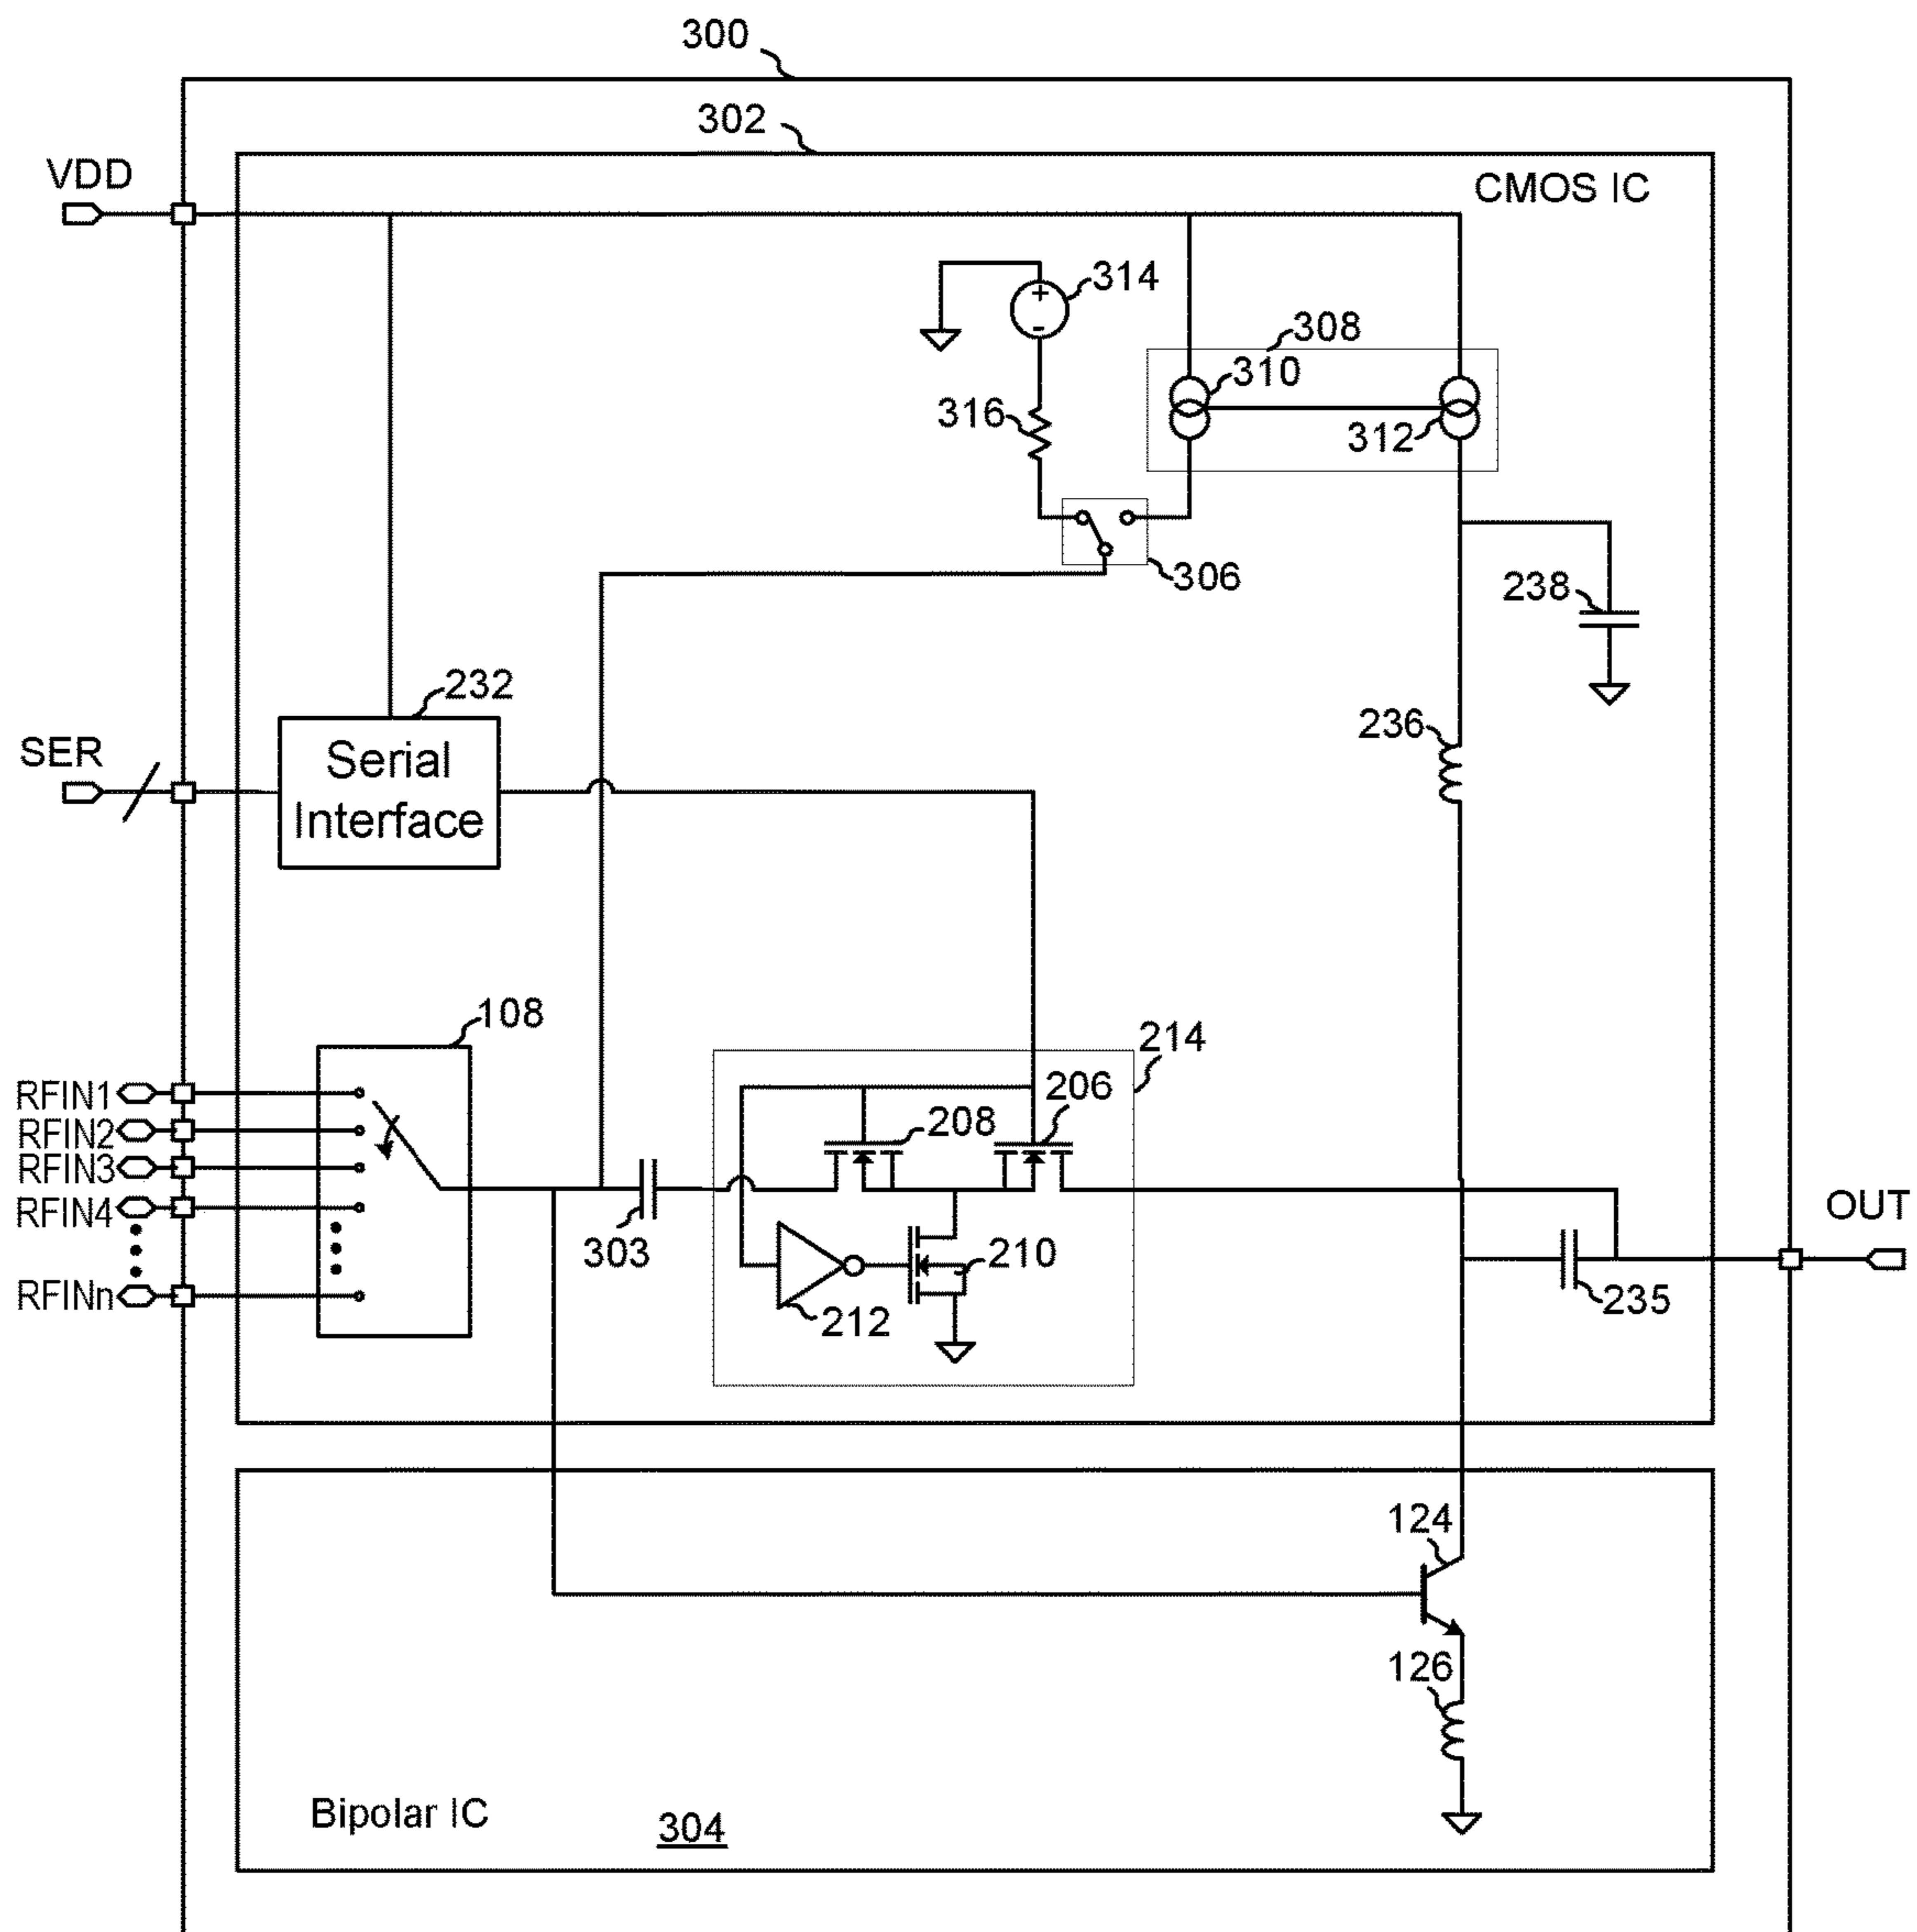 300
302
VDD
CMOS IC
314
308
310
316
312
306
238
232
236
SER
Serial
Interface
108
214
RFIN1
206
208
RFIN2
RFIN3
RFIN4
OUT
303
210
RFINn
212
235
124
126
Bipolar IC
304